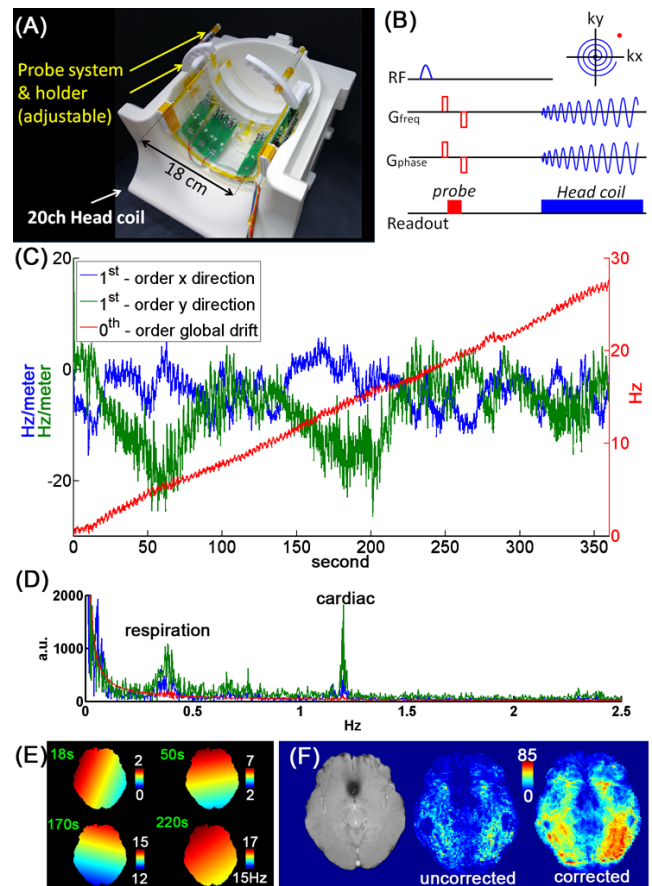 (A)
Probe system
& holder
(adjustable)
18 cm
20ch Head coil
(B)
ky
kx
RF
Gfreq
Gphase
probe
Head coil
Readout
(C)
1st - order x direction
1st - order y direction
0th - order global drift
20
0
-20
Hz/meter
Hz/meter
30
20
10
0
Hz
0
50
100
150
200
250
300
350
second
(D)
respiration
cardiac
2000
1000
0
a.u.
0
0.5
1
1.5
2
2.5
Hz
(E)
18s
2
0
50s
7
2
170s
15
12
220s
17
15Hz
(F)
85
0
uncorrected
corrected